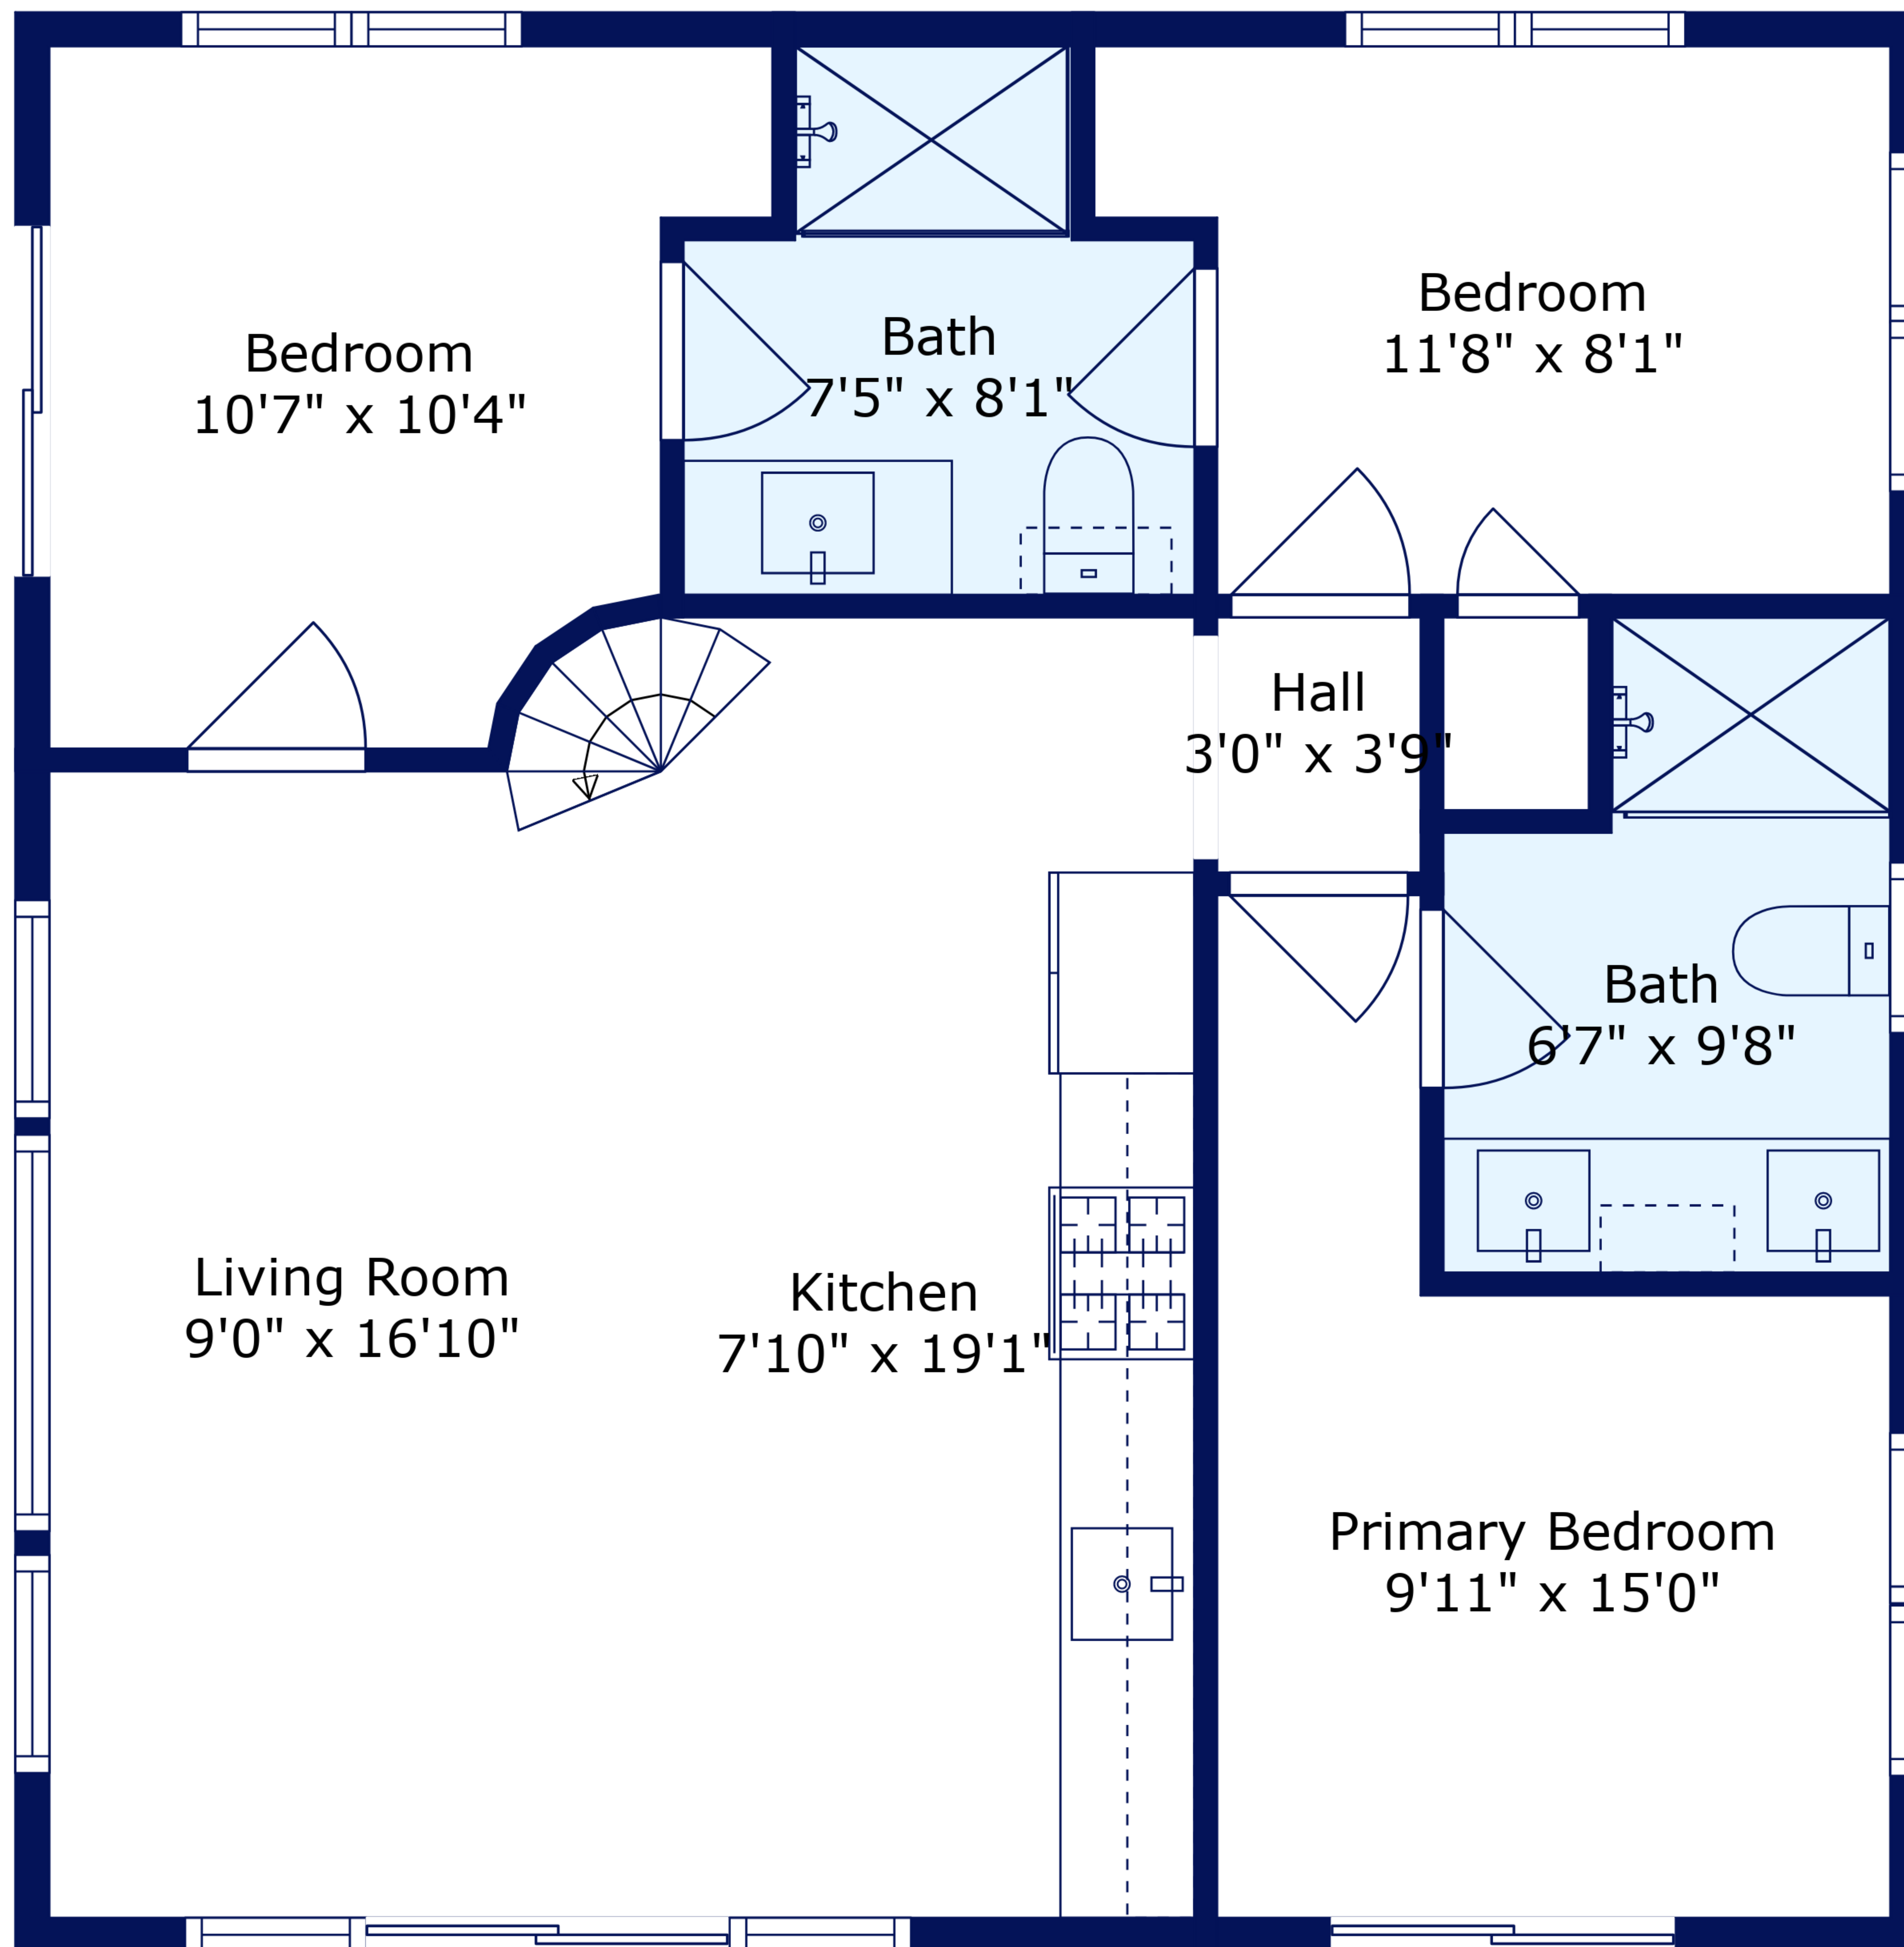 Bedroom
10'7" x 10'4"
Bath
7'5" x 8'1"
Bedroom
11'8" x 8'1"
Hall
3'0" x 3'9"
Bath
6'7" x 9'8"
Living Room
9'0" x 16'10"
Kitchen
7'10" x 19'1"
Primary Bedroom
9'11" x 15'0"